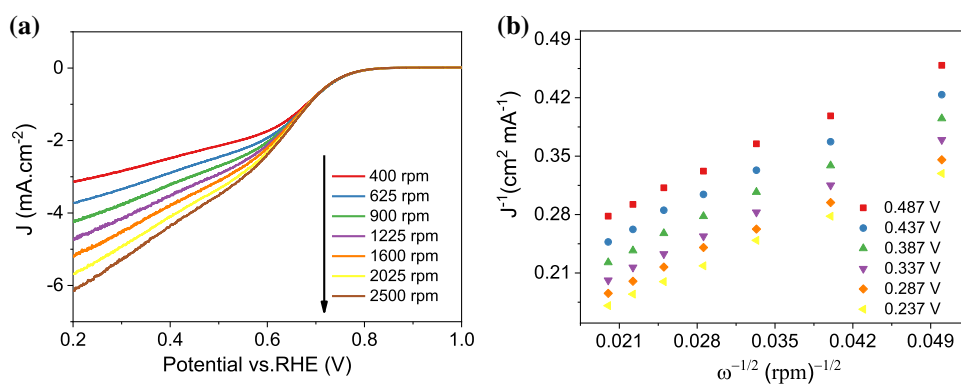 (a)
J (mA.cm⁻²)
0
-2
-4
-6
400 rpm
625 rpm
900 rpm
1225 rpm
1600 rpm
2025 rpm
2500 rpm
0.2 0.4 0.6 0.8 1.0
Potential vs.RHE (V)
(b)
J⁻¹(cm² mA⁻¹)
0.49
0.42
0.35
0.28
0.21
0.487 V
0.437 V
0.387 V
0.337 V
0.287 V
0.237 V
0.021 0.028 0.035 0.042 0.049
ω⁻¹/² (rpm)⁻¹/²